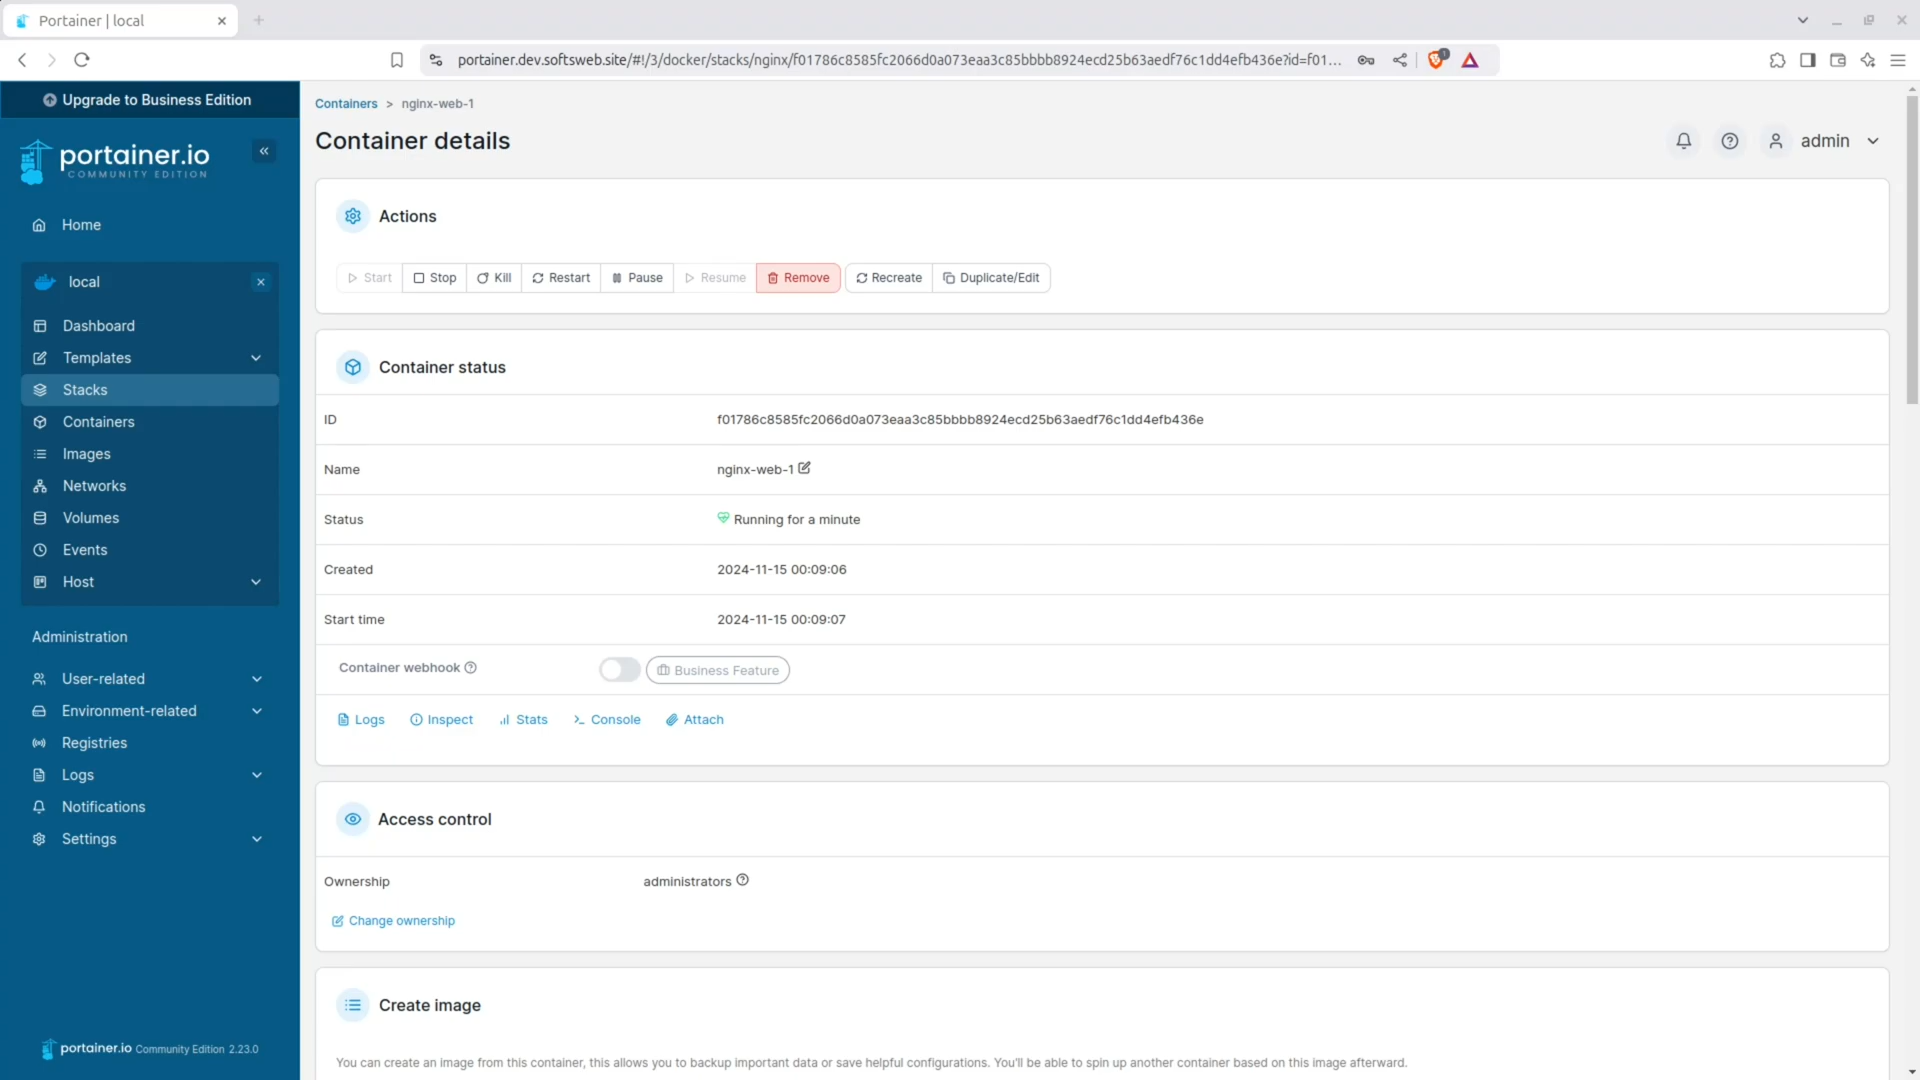 Portainer | local
portainer.dev.softsweb.site/#!/3/docker/stacks/nginx/f01786c8585fc2066d0a073eaa3c85bbbb8924ecd25b63aedf76c1dd4efb436e?id=f01...
1
Upgrade to Business Edition
portainer.io
COMMUNITY EDITION
Home
local
Dashboard
Templates
Stacks
Containers
Images
Networks
Volumes
Events
Host
Administration
User-related
Environment-related
Registries
Logs
Notifications
Settings
portainer.io Community Edition 2.23.0
Containers > nginx-web-1
Container details
admin
Actions
Start Stop Kill Restart Pause Resume Remove Recreate Duplicate/Edit
Container status
ID f01786c8585fc2066d0a073eaa3c85bbbb8924ecd25b63aedf76c1dd4efb436e
Name nginx-web-1
Status Running for a minute
Created 2024-11-15 00:09:06
Start time 2024-11-15 00:09:07
Container webhook Business Feature
Logs Inspect Stats Console Attach
Access control
Ownership administrators
Change ownership
Create image
You can create an image from this container, this allows you to backup important data or save helpful configurations. You'll be able to spin up another container based on this image afterward.